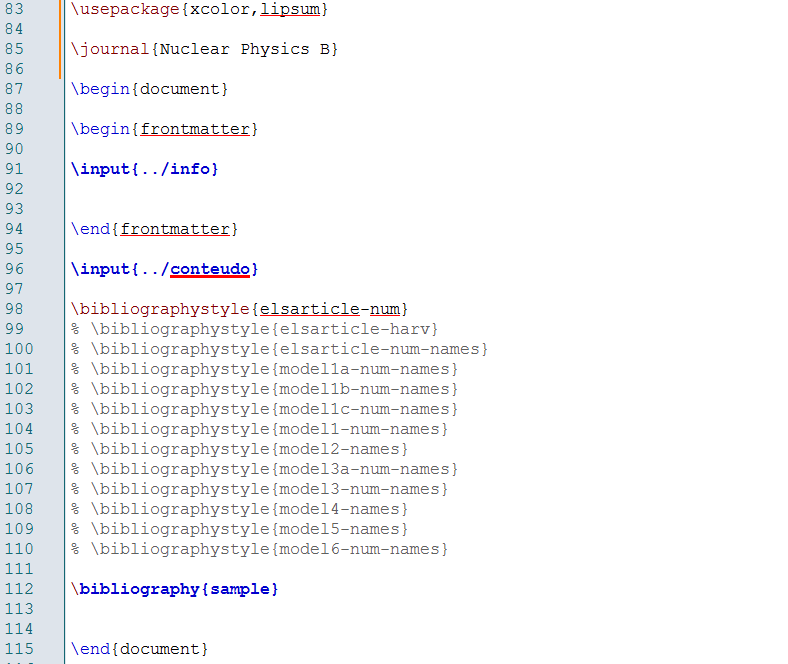 83 \usepackage{xcolor,lipsum}
84
85 \journal{Nuclear Physics B}
86
87 \begin{document}
88
89 \begin{frontmatter}
90
91 \input{../info}
92
93
94 \end{frontmatter}
95
96 \input{../conteudo}
97
98 \bibliographystyle{elsarticle-num}
99 % \bibliographystyle{elsarticle-harv}
100 % \bibliographystyle{elsarticle-num-names}
101 % \bibliographystyle{model1a-num-names}
102 % \bibliographystyle{model1b-num-names}
103 % \bibliographystyle{model1c-num-names}
104 % \bibliographystyle{model1-num-names}
105 % \bibliographystyle{model2-names}
106 % \bibliographystyle{model3a-num-names}
107 % \bibliographystyle{model3-num-names}
108 % \bibliographystyle{model4-names}
109 % \bibliographystyle{model5-names}
110 % \bibliographystyle{model6-num-names}
111
112 \bibliography{sample}
113
114
115 \end{document}